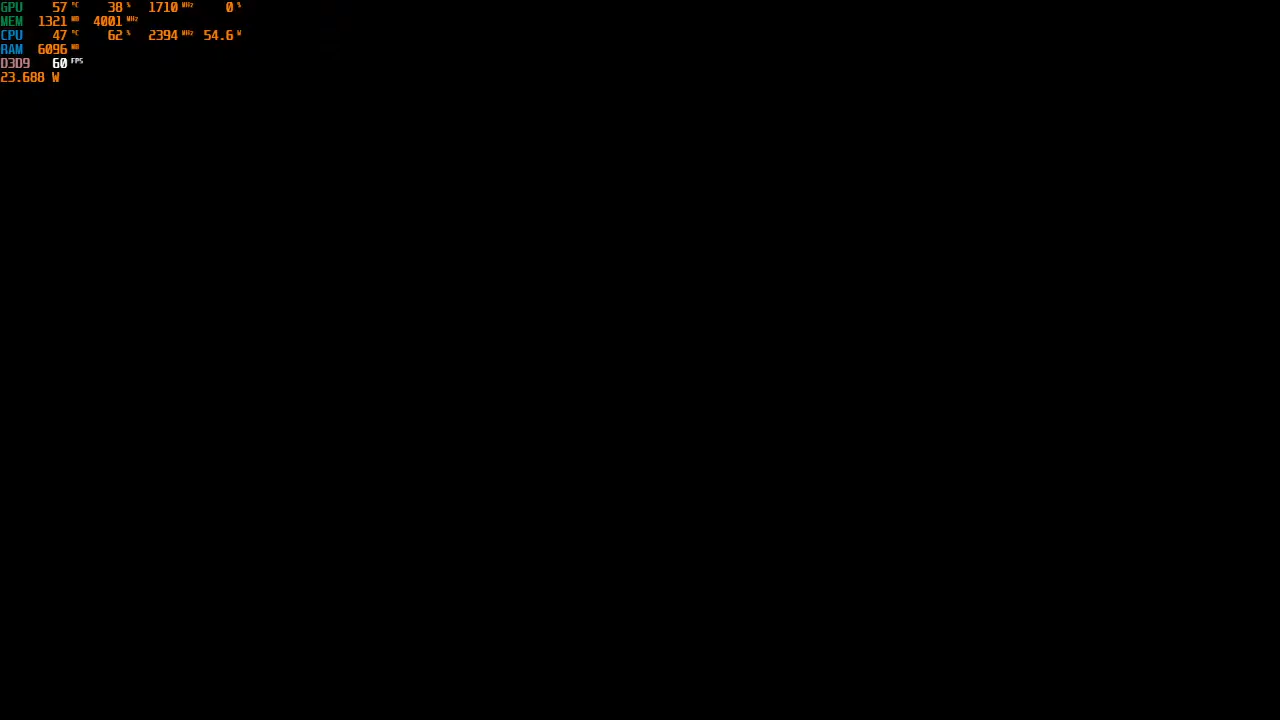 GPU 57 °C 38 % 1710 MHz 0 %
MEM 1321 MB 4001 MHz
CPU 47 °C 62 % 2394 MHz 54.6 W
RAM 6096 MB
D3D9 60 FPS
23.688 W